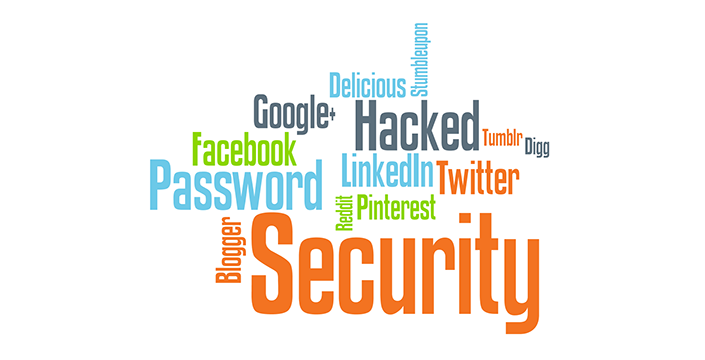 Stumbleupon
Delicious
Google+
Hacked
Tumblr
Digg
Facebook
LinkedIn
Twitter
Password
Reddit
Pinterest
Blogger
Security